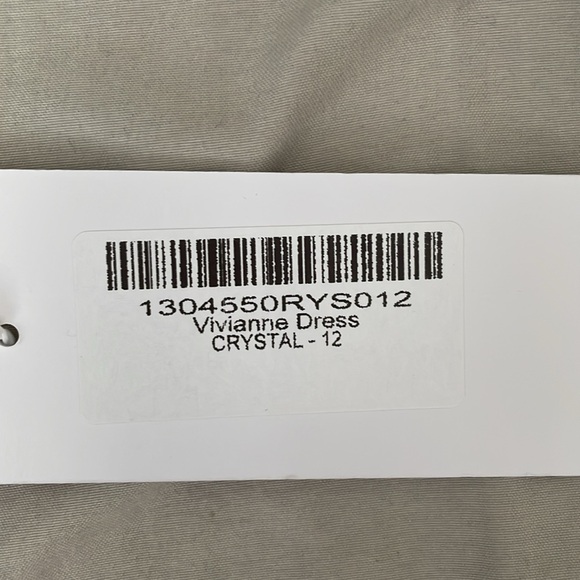 1304550RYS012
Vivianne Dress
CRYSTAL - 12